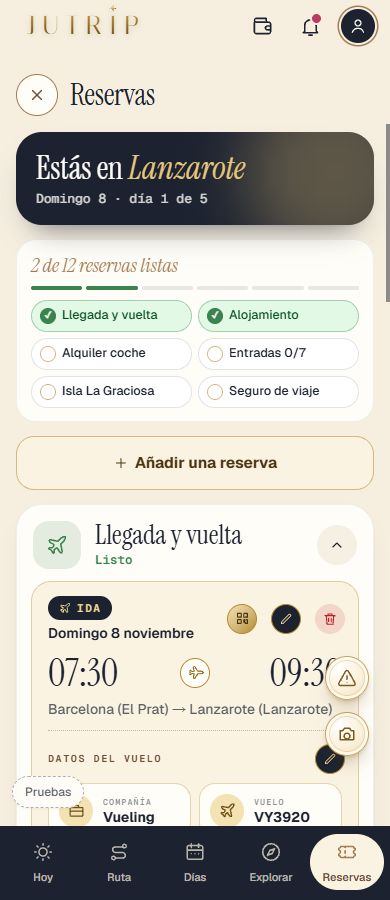 JUTRIP
Reservas
Estás en Lanzarote
Domingo 8 · día 1 de 5
2 de 12 reservas listas
Llegada y vuelta
Alojamiento
Alquiler coche
Entradas 0/7
Isla La Graciosa
Seguro de viaje
+ Añadir una reserva
Llegada y vuelta
Listo
IDA
Domingo 8 noviembre
07:30
09:30
Barcelona (El Prat) → Lanzarote (Lanzarote)
DATOS DEL VUELO
Pruebas
COMPAÑÍA
Vueling
VUELO
VY3920
Hoy
Ruta
Días
Explorar
Reservas